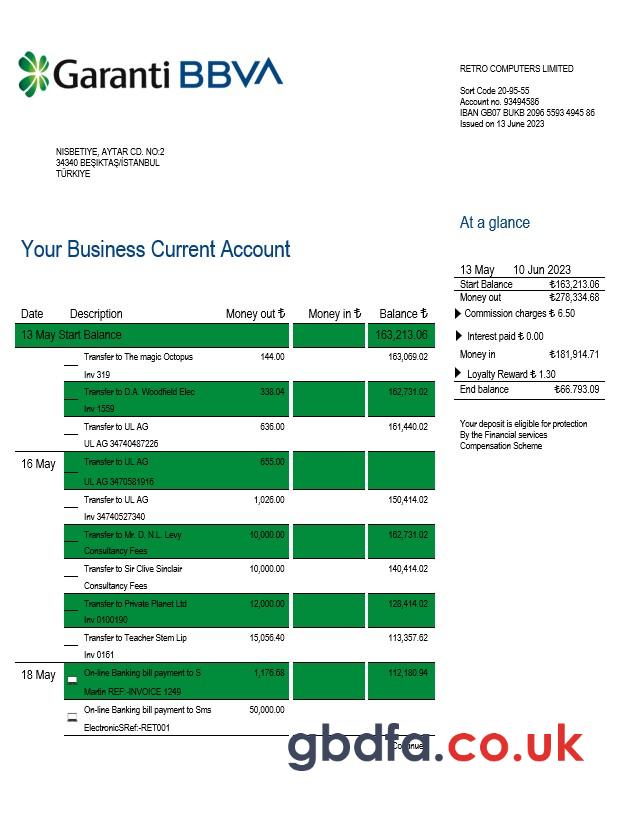 Garanti BBVA
RETRO COMPUTERS LIMITED
Sort Code 20-95-55
Account no. 93494586
IBAN GB07 BUKB 2096 5593 4945 86
Issued on 13 June 2023
NISBETIYE, AYTAR CD. NO:2
34340 BEŞIKTAŞ/ISTANBUL
TÜRKIYE
At a glance
Your Business Current Account
13 May 10 Jun 2023
Start Balance ₺163,213.06
Money out ₺278,334.68
Commission charges ₺ 6.50
Interest paid ₺ 0.00
Money in ₺181,914.71
Loyalty Reward ₺ 1.30
End balance ₺66.793.09
Your deposit is eligible for protection
By the Financial services
Compensation Scheme
Date Description Money out ₺ Money in ₺ Balance ₺
13 May Start Balance 163,213.06
Transfer to The magic Octopus 144.00 163,069.02
Inv 319
Transfer to D.A. Woodfield Elec 338.04 162,731.02
Inv 1559
Transfer to UL AG 636.00 161,440.02
UL AG 34740487226
16 May Transfer to UL AG 655.00
UL AG 3470581916
Transfer to UL AG 1,026.00 150,414.02
Inv 34740527340
Transfer to Mr. D. N.L. Levy 10,000.00 162,731.02
Consultancy Fees
Transfer to Sir Clive Sinclair 10,000.00 140,414.02
Consultancy Fees
Transfer to Private Planet Ltd 12,000.00 128,414.02
Inv 0100190
Transfer to Teacher Stem Lip 15,056.40 113,357.62
Inv 0161
18 May On-line Banking bill payment to S 1,176.68 112,180.94
Martin REF:-INVOICE 1249
On-line Banking bill payment to Sms 50,000.00
ElectronicSRef:-RET001
gbdfa.co.uk